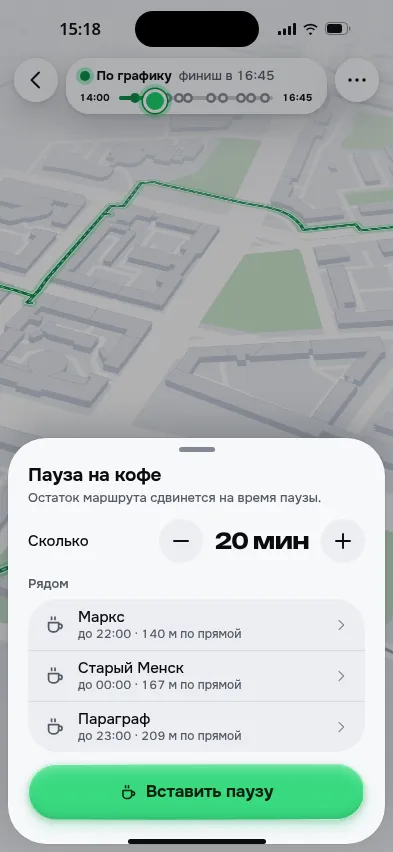 15:18
По графику финиш в 16:45
14:00 16:45
Пауза на кофе
Остаток маршрута сдвинется на время паузы.
Сколько
20 мин
Рядом
Маркс
до 22:00 · 140 м по прямой
Старый Менск
до 00:00 · 167 м по прямой
Параграф
до 23:00 · 209 м по прямой
Вставить паузу